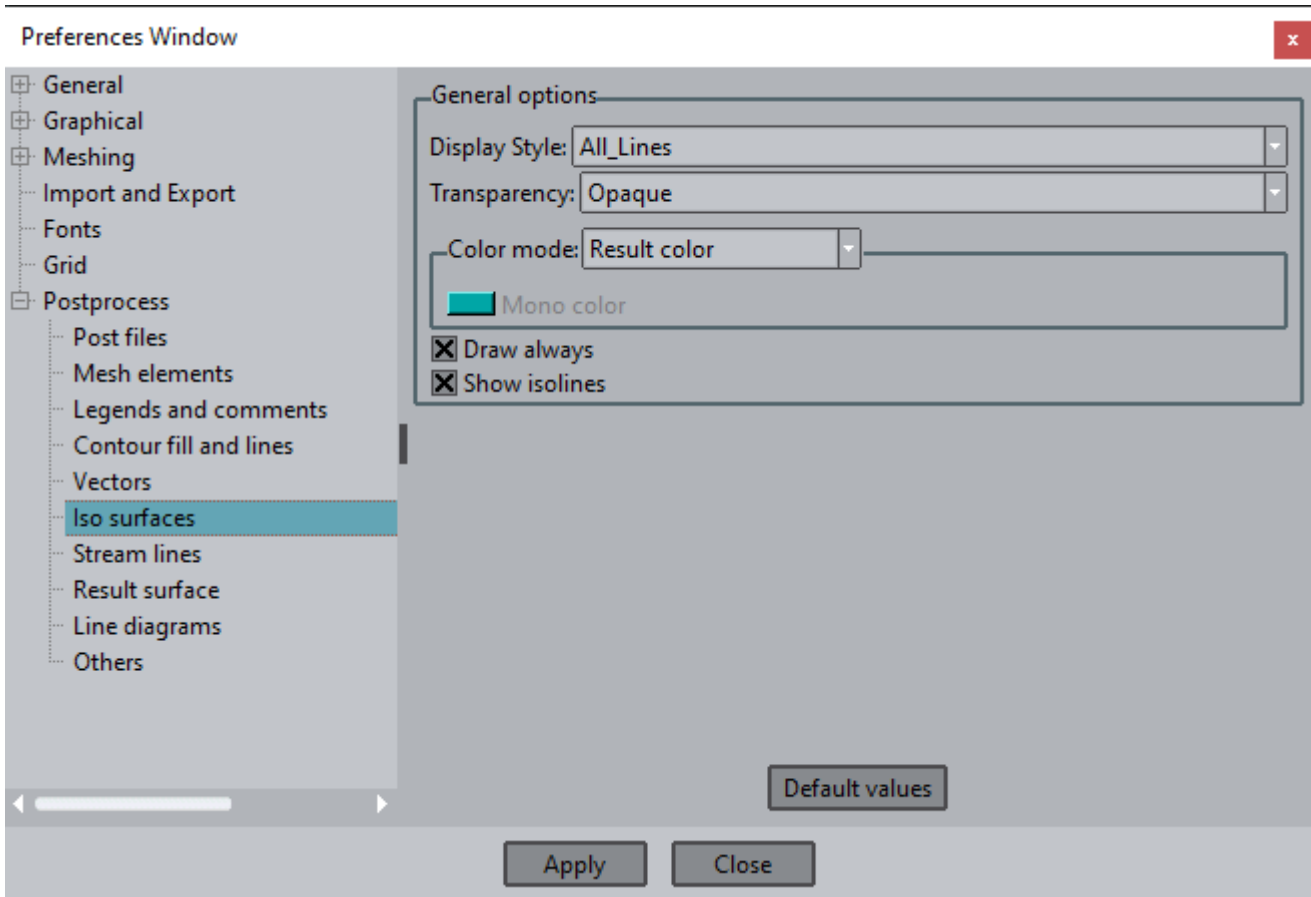 Preferences Window
x
General
Graphical
Meshing
Import and Export
Fonts
Grid
Postprocess
Post files
Mesh elements
Legends and comments
Contour fill and lines
Vectors
Iso surfaces
Stream lines
Result surface
Line diagrams
Others
General options
Display Style: All_Lines
Transparency: Opaque
Color mode: Result color
Mono color
Draw always
Show isolines
Default values
Apply Close